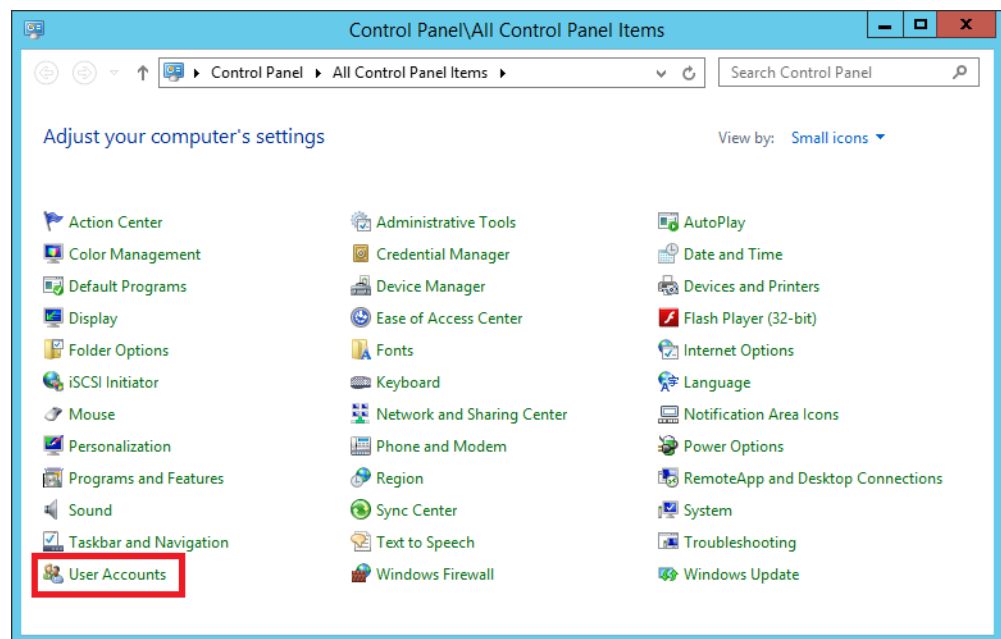 Control Panel\All Control Panel Items
Control Panel All Control Panel Items Search Control Panel
Adjust your computer's settings View by: Small icons
Action Center Administrative Tools AutoPlay
Color Management Credential Manager Date and Time
Default Programs Device Manager Devices and Printers
Display Ease of Access Center Flash Player (32-bit)
Folder Options Fonts Internet Options
iSCSI Initiator Keyboard Language
Mouse Network and Sharing Center Notification Area Icons
Personalization Phone and Modem Power Options
Programs and Features Region RemoteApp and Desktop Connections
Sound Sync Center System
Taskbar and Navigation Text to Speech Troubleshooting
User Accounts Windows Firewall Windows Update